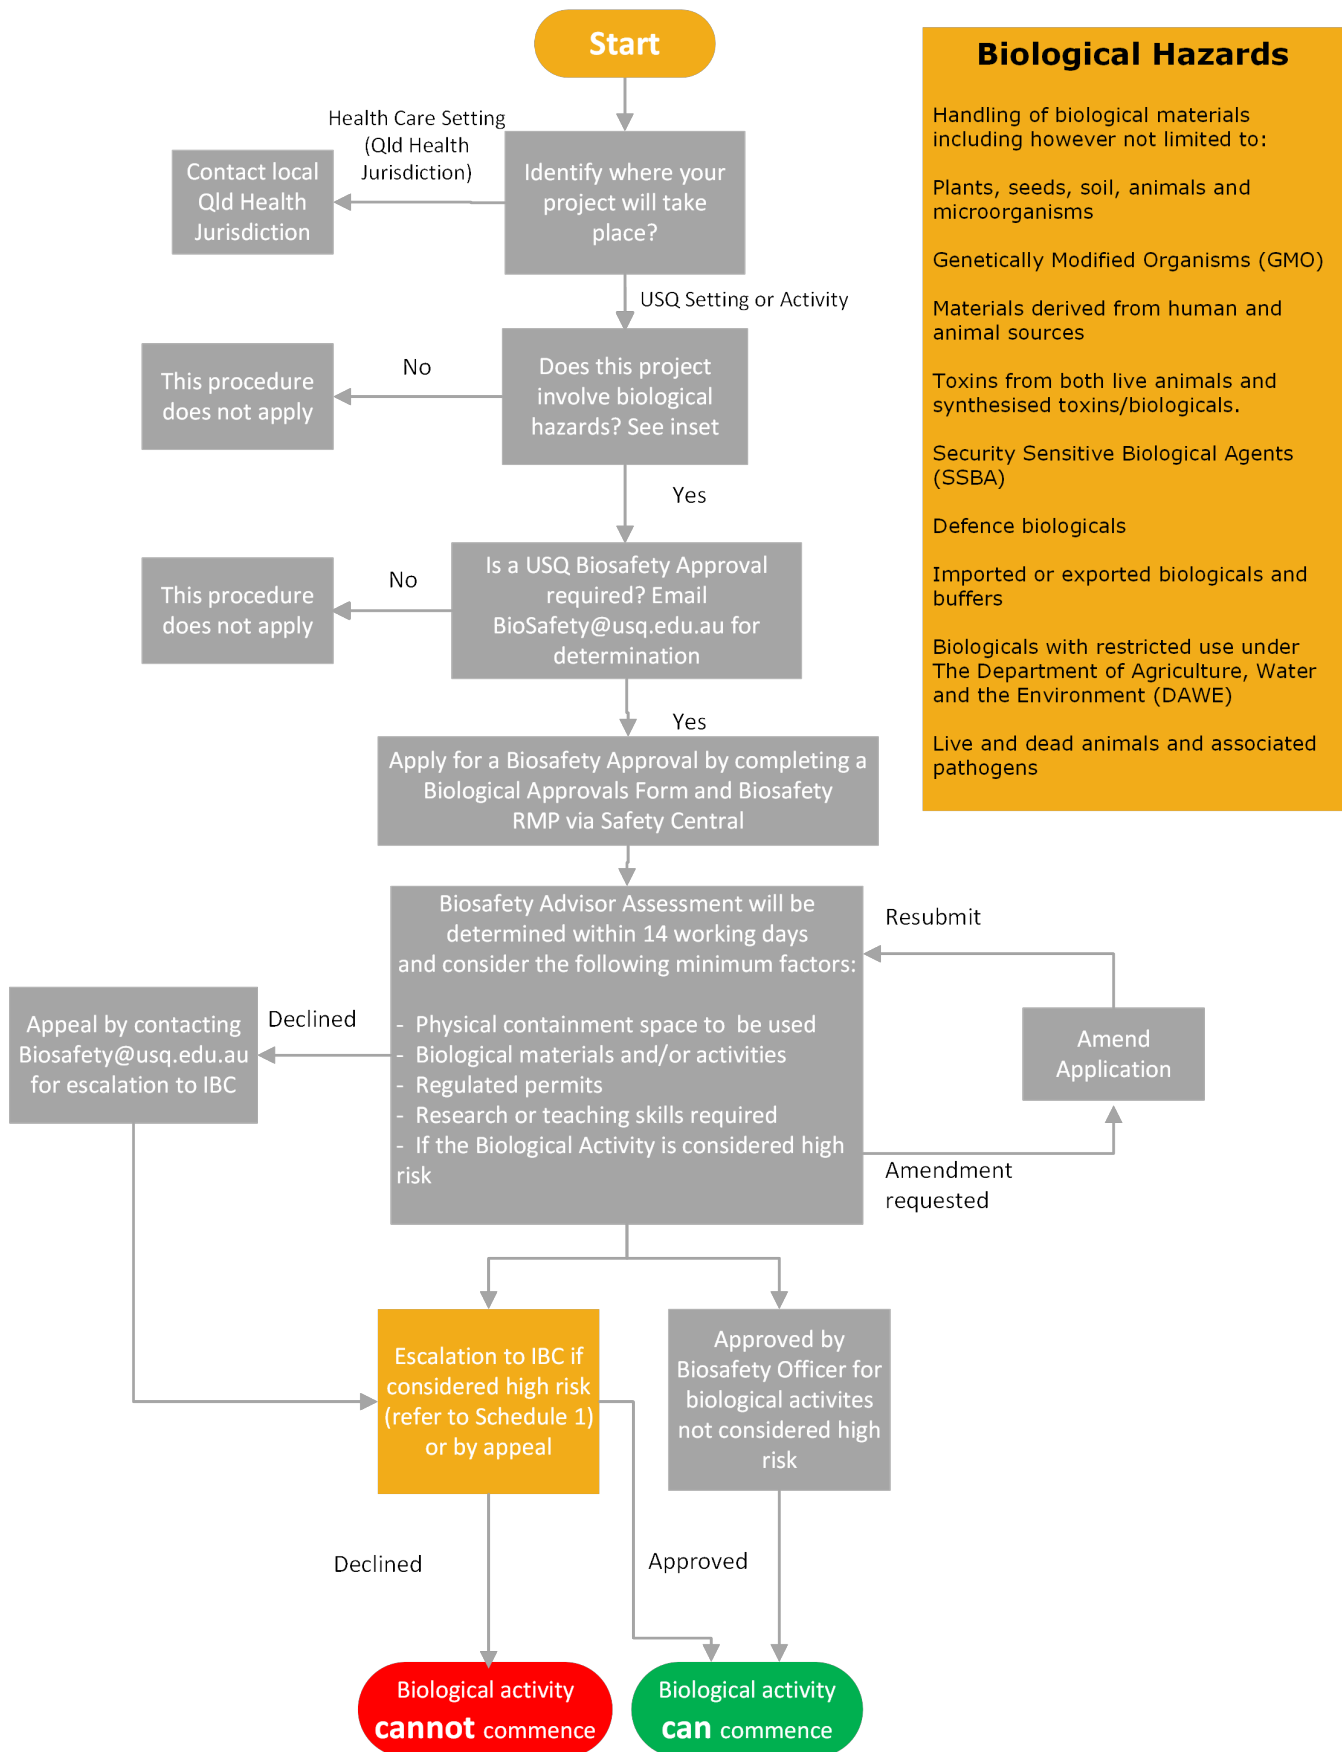 Start
Health Care Setting
(Qld Health
Jurisdiction)
Contact local
Qld Health
Jurisdiction
Identify where your
project will take
place?
USQ Setting or Activity
Does this project
involve biological
hazards? See inset
No
This procedure
does not apply
Yes
Is a USQ Biosafety Approval
required? Email
BioSafety@usq.edu.au for
determination
No
This procedure
does not apply
Yes
Apply for a Biosafety Approval by completing a
Biological Approvals Form and Biosafety
RMP via Safety Central
Biosafety Advisor Assessment will be
determined within 14 working days
and consider the following minimum factors:
- Physical containment space to be used
- Biological materials and/or activities
- Regulated permits
- Research or teaching skills required
- If the Biological Activity is considered high
risk
Resubmit
Amend
Application
Amendment
requested
Declined
Appeal by contacting
Biosafety@usq.edu.au
for escalation to IBC
Escalation to IBC if
considered high risk
(refer to Schedule 1)
or by appeal
Approved by
Biosafety Officer for
biological activites
not considered high
risk
Declined
Approved
Biological activity
cannot commence
Biological activity
can commence
Biological Hazards
Handling of biological materials
including however not limited to:
Plants, seeds, soil, animals and
microorganisms
Genetically Modified Organisms (GMO)
Materials derived from human and
animal sources
Toxins from both live animals and
synthesised toxins/biologicals.
Security Sensitive Biological Agents
(SSBA)
Defence biologicals
Imported or exported biologicals and
buffers
Biologicals with restricted use under
The Department of Agriculture, Water
and the Environment (DAWE)
Live and dead animals and associated
pathogens